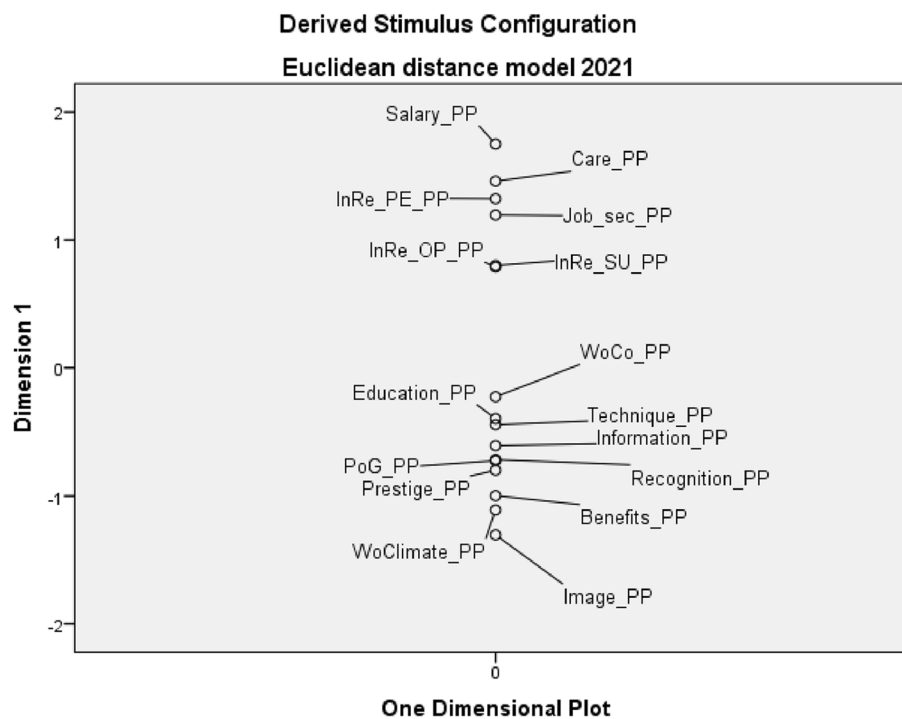 Derived Stimulus Configuration
Euclidean distance model 2021
2
Salary_PP
Care_PP
InRe_PE_PP
Job_sec_PP
1
InRe_OP_PP
InRe_SU_PP
0
WoCo_PP
Education_PP
Technique_PP
Information_PP
PoG_PP
Recognition_PP
Prestige_PP
-1
Benefits_PP
WoClimate_PP
Image_PP
-2
Dimension 1
0
One Dimensional Plot